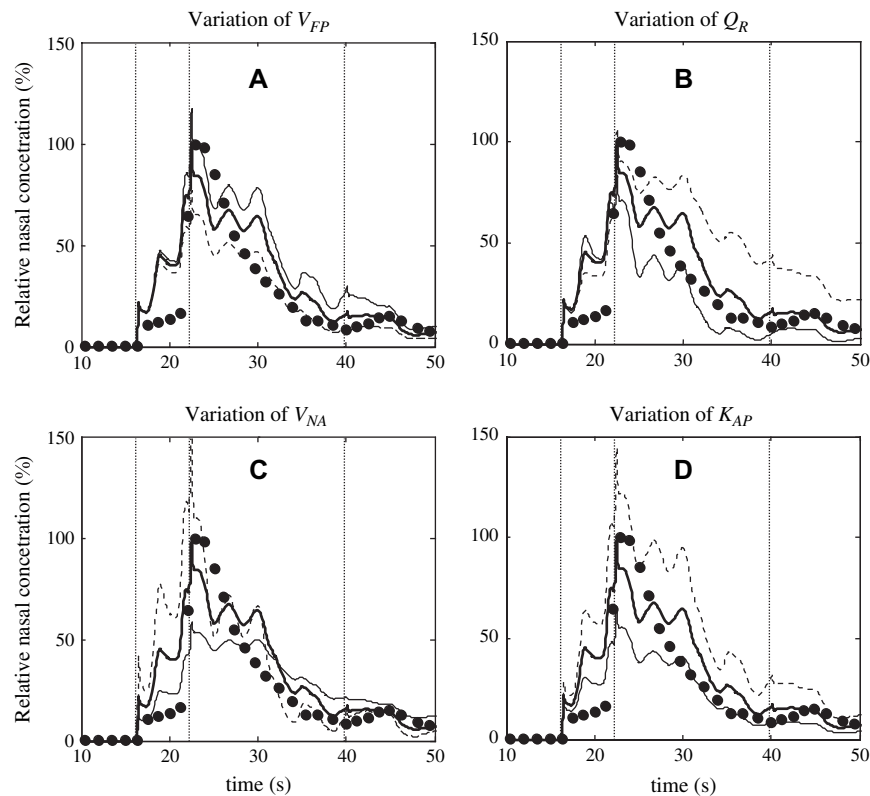 Variation of V_FP
Variation of Q_R
Relative nasal concetration (%)
150
100
50
0
A
10 20 30 40 50
150
100
50
0
B
10 20 30 40 50
Variation of V_NA
Variation of K_AP
Relative nasal concetration (%)
150
100
50
0
C
10 20 30 40 50
time (s)
150
100
50
0
D
10 20 30 40 50
time (s)